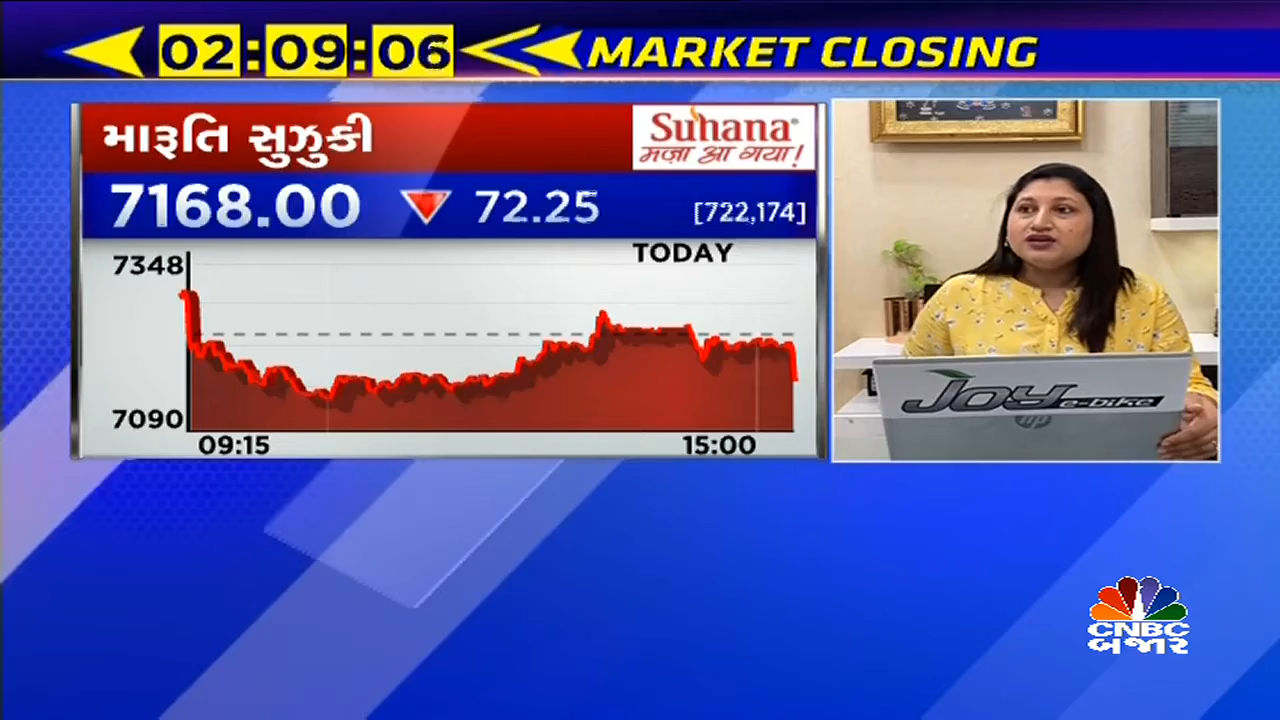 02:09:06 MARKET CLOSING
મારૂતિ સુઝુકી
Suhana®
मज़ा आ गया!
7168.00 72.25 [722,174]
TODAY
7348
7090
09:15 15:00
Joy e-bike
hp
CNBC
બજાર